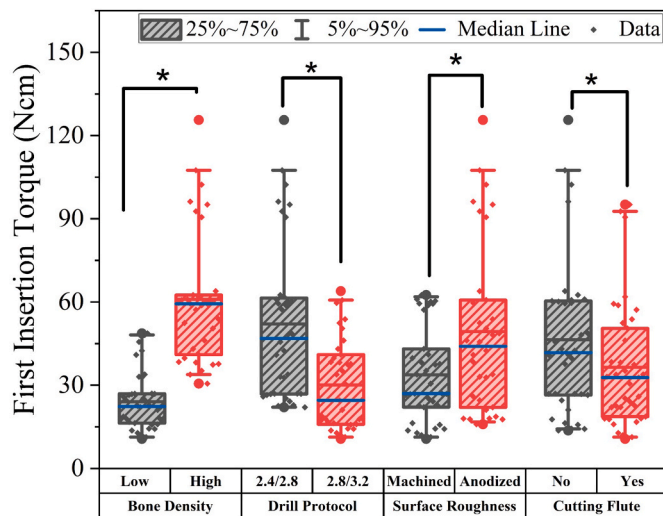 25%~75% 5%~95% Median Line Data
First Insertion Torque (Ncm)
150
120
90
60
30
0
* * * *
Low High 2.4/2.8 2.8/3.2 Machined Anodized No Yes
Bone Density Drill Protocol Surface Roughness Cutting Flute